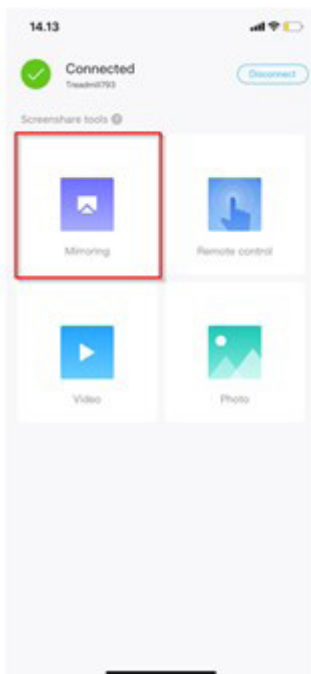 14.13
Connected
Disconnect
Treadmill793
Screenshare tools
Mirroring
Remote control
Video
Photo